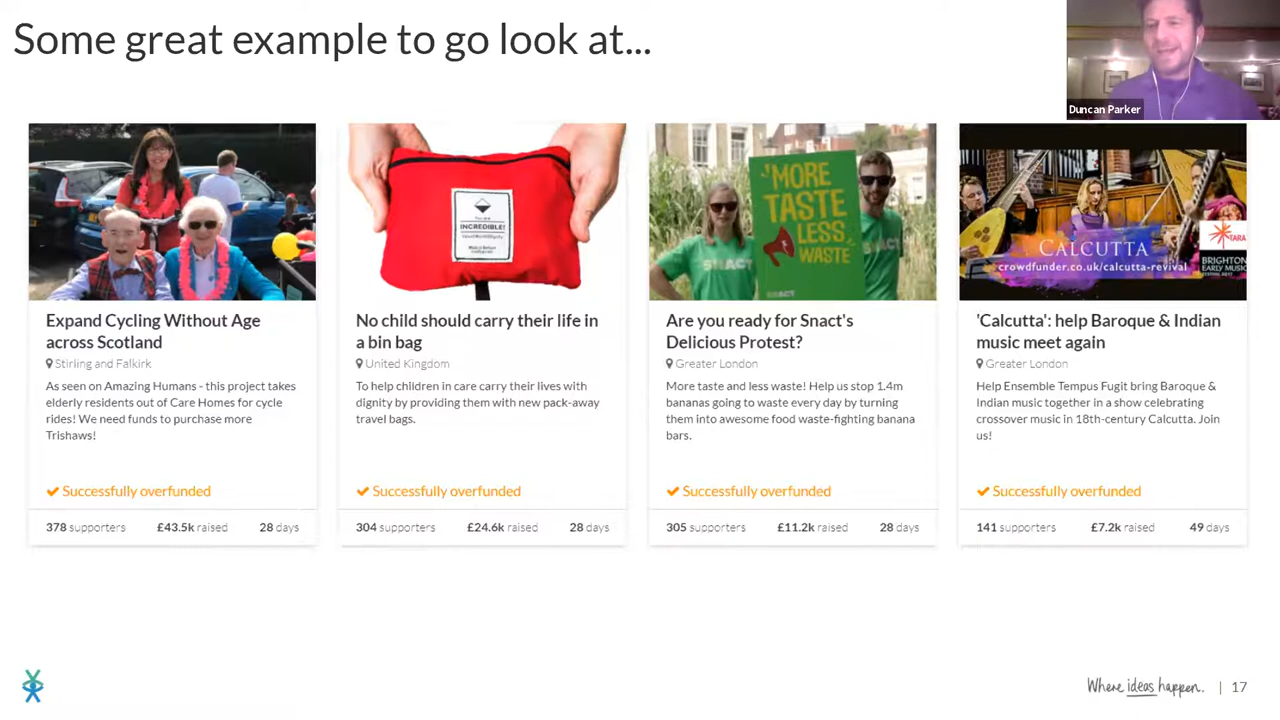 Some great example to go look at...
Duncan Parker
INCREDIBLE!
'MORE
TASTE
LESS
WASTE
SNACT
SNACT
CALCUTTA
crowdfunder.co.uk/calcutta-revival
TARA
BRIGHTON
EARLY MUSIC
Expand Cycling Without Age
across Scotland
Stirling and Falkirk
As seen on Amazing Humans - this project takes
elderly residents out of Care Homes for cycle
rides! We need funds to purchase more
Trishaws!
Successfully overfunded
378 supporters £43.5k raised 28 days
No child should carry their life in
a bin bag
United Kingdom
To help children in care carry their lives with
dignity by providing them with new pack-away
travel bags.
Successfully overfunded
304 supporters £24.6k raised 28 days
Are you ready for Snact's
Delicious Protest?
Greater London
More taste and less waste! Help us stop 1.4m
bananas going to waste every day by turning
them into awesome food waste-fighting banana
bars.
Successfully overfunded
305 supporters £11.2k raised 28 days
'Calcutta': help Baroque & Indian
music meet again
Greater London
Help Ensemble Tempus Fugit bring Baroque &
Indian music together in a show celebrating
crossover music in 18th-century Calcutta. Join
us!
Successfully overfunded
141 supporters £7.2k raised 49 days
Where ideas happen. | 17